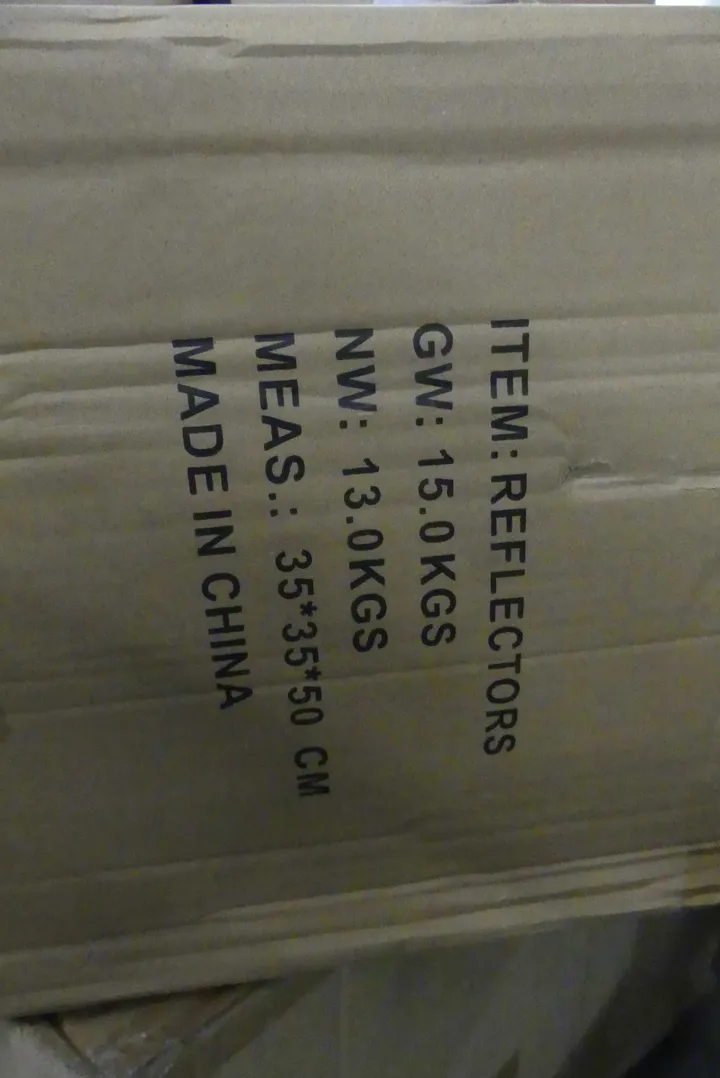 ITEM: REFLECTORS
GW: 15.0KGS
NW: 13.0KGS
MEAS.: 35*35*50 CM
MADE IN CHINA